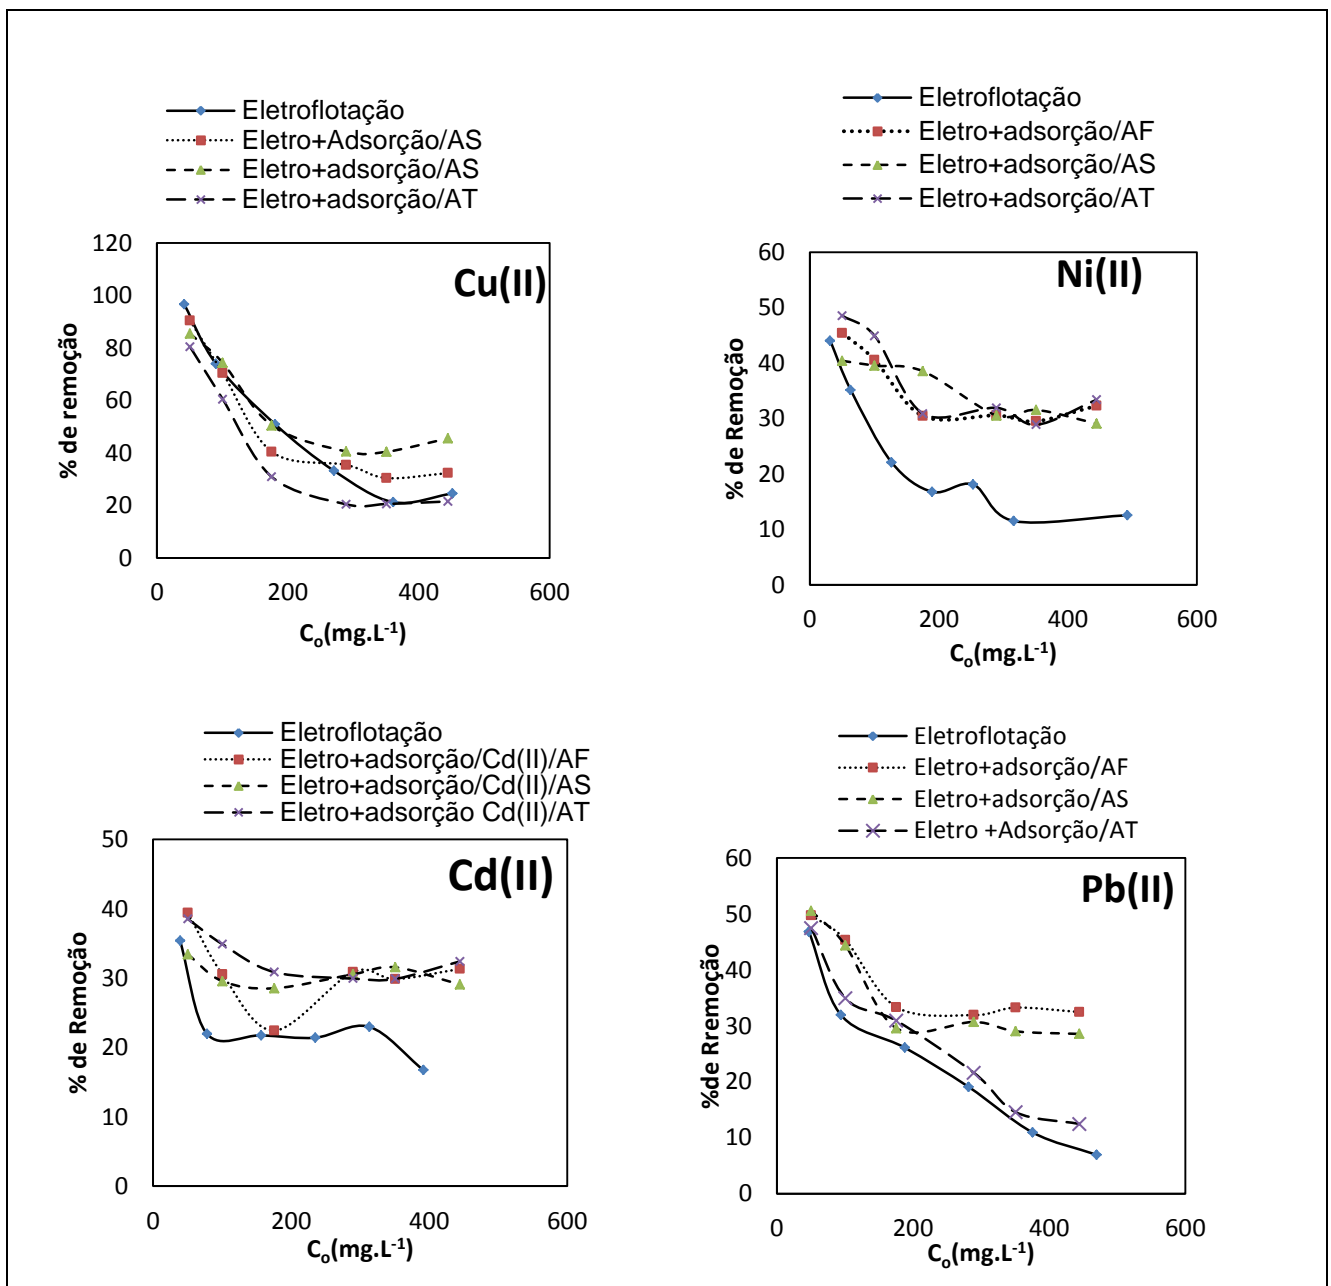 Eletroflotação
Eletro+Adsorção/AS
Eletro+adsorção/AS
Eletro+adsorção/AT
120
100
80
60
40
20
0
% de remoção
Cu(II)
0 200 400 600
Co(mg.L-1)
Eletroflotação
Eletro+adsorção/AF
Eletro+adsorção/AS
Eletro+adsorção/AT
60
50
40
30
20
10
0
% de Remoção
Ni(II)
0 200 400 600
Co(mg.L-1)
Eletroflotação
Eletro+adsorção/Cd(II)/AF
Eletro+adsorção/Cd(II)/AS
Eletro+adsorção Cd(II)/AT
50
40
30
20
10
0
% de Remoção
Cd(II)
0 200 400 600
Co(mg.L-1)
Eletroflotação
Eletro+adsorção/AF
Eletro+adsorção/AS
Eletro +Adsorção/AT
60
50
40
30
20
10
0
%de Rremoção
Pb(II)
0 200 400 600
Co(mg.L-1)